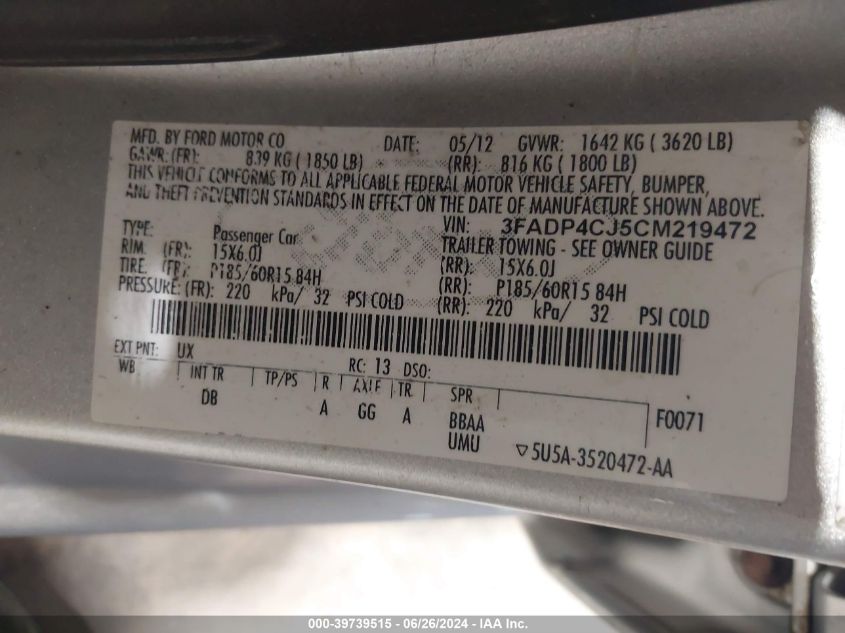 MFD. BY FORD MOTOR CO DATE: 05/12 GVWR: 1642 KG ( 3620 LB)
GAWR: (FR): 839 KG ( 1850 LB) (RR): 816 KG ( 1800 LB)
THIS VEHICLE CONFORMS TO ALL APPLICABLE FEDERAL MOTOR VEHICLE SAFETY, BUMPER,
AND THEFT PREVENTION STANDARDS IN EFFECT ON THE DATE OF MANUFACTURE SHOWN ABOVE.
VIN: 3FADP4CJ5CM219472
TYPE: Passenger Car TRAILER TOWING - SEE OWNER GUIDE
RIM. (FR): 15X6.0J (RR): 15X6.0J
TIRE. (FR): P185/60R15 84H (RR): P185/60R15 84H
PRESSURE: (FR): 220 kPa/ 32 PSI COLD (RR): 220 kPa/ 32 PSI COLD
EXT PNT: UX RC: 13 DSO:
WB INT TR TP/PS R AXLE TR SPR
DB A GG A BBAA F0071
UMU ▽5U5A-3520472-AA
000-39739515 - 06/26/2024 - IAA Inc.